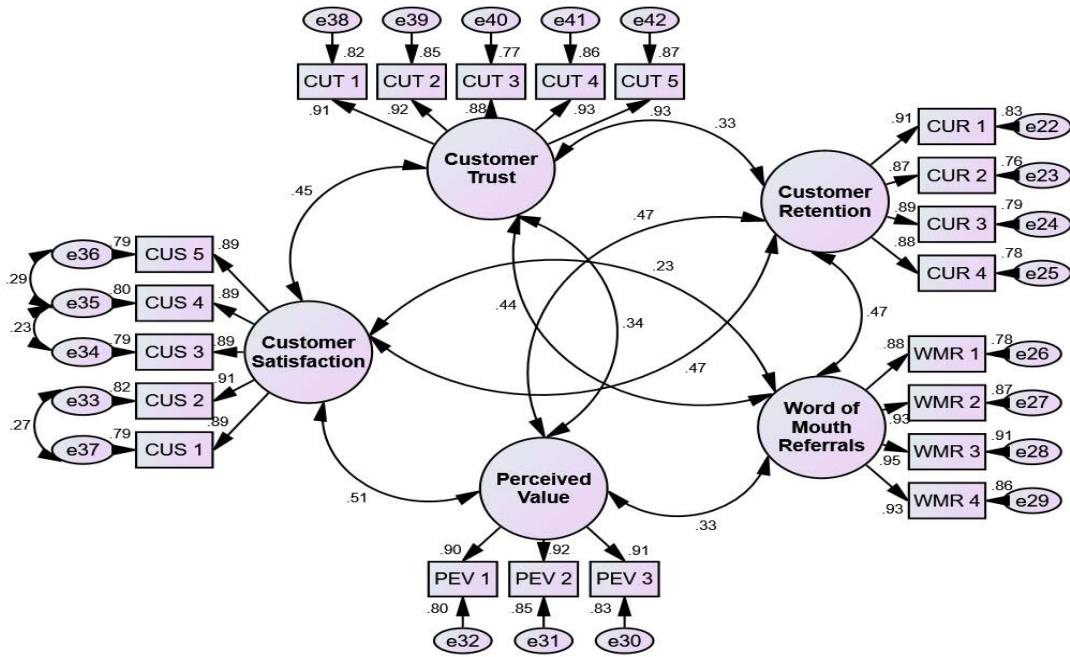 e38 e39 e40 e41 e42
.82 .85 .77 .86 .87
CUT 1 CUT 2 CUT 3 CUT 4 CUT 5
.91 .92 .88 .93 .93
Customer
Trust
.33
.45
.91 CUR 1 .83 e22
.87 CUR 2 .76 e23
.89 CUR 3 .79 e24
.88 CUR 4 .78 e25
Customer
Retention
.47
.23
.44
.34
.47
.47
e36 .79 CUS 5 .89
.29
e35 .80 CUS 4 .89
.23
e34 .79 CUS 3 .89
e33 .82 CUS 2 .91
.27
e37 .79 CUS 1 .89
Customer
Satisfaction
.88 WMR 1 .78 e26
.93 WMR 2 .87 e27
.95 WMR 3 .91 e28
.93 WMR 4 .86 e29
Word of
Mouth
Referrals
.51
.33
Perceived
Value
.90 .92 .91
PEV 1 PEV 2 PEV 3
.80 .85 .83
e32 e31 e30